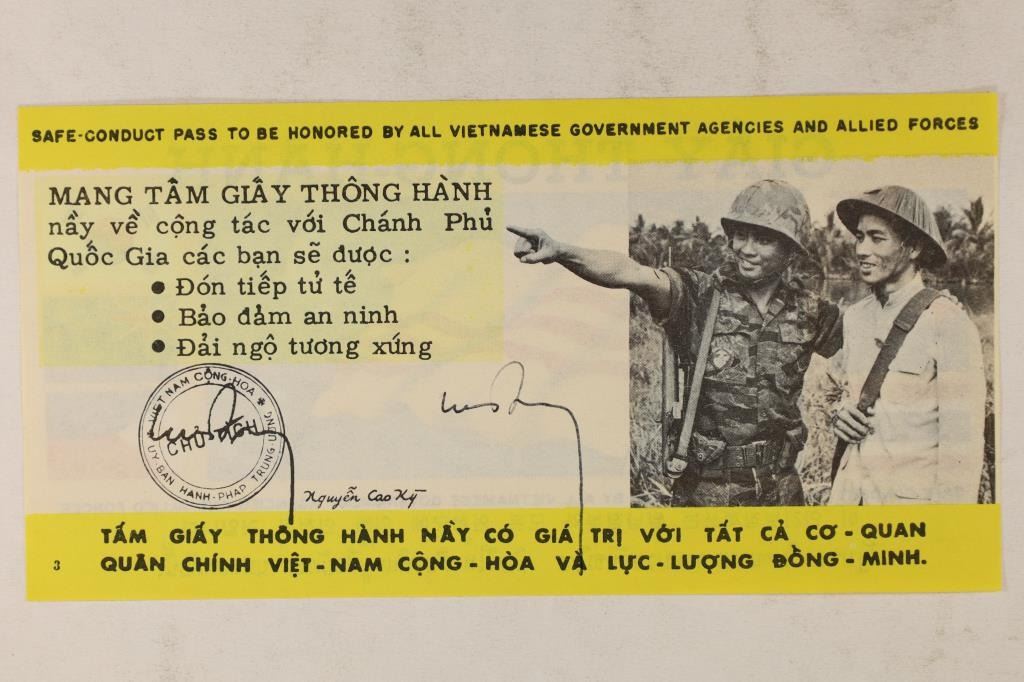 SAFE-CONDUCT PASS TO BE HONORED BY ALL VIETNAMESE GOVERNMENT AGENCIES AND ALLIED FORCES
MANG TẤM GIẤY THÔNG HÀNH
nầy về cộng tác với Chánh Phủ
Quốc Gia các bạn sẽ được :
● Đón tiếp tử tế
● Bảo đảm an ninh
● Đải ngộ tương xứng
VIỆT NAM CỘNG-HÒA
CHỦ TỊCH
ỦY-BAN HÀNH-PHÁP TRUNG-ƯƠNG
Nguyễn Cao Kỳ
TẤM GIẤY THÔNG HÀNH NẦY CÓ GIÁ TRỊ VỚI TẤT CẢ CƠ - QUAN
3 QUÂN CHÍNH VIỆT - NAM CỘNG - HÒA VÀ LỰC - LƯỢNG ĐỒNG - MINH.